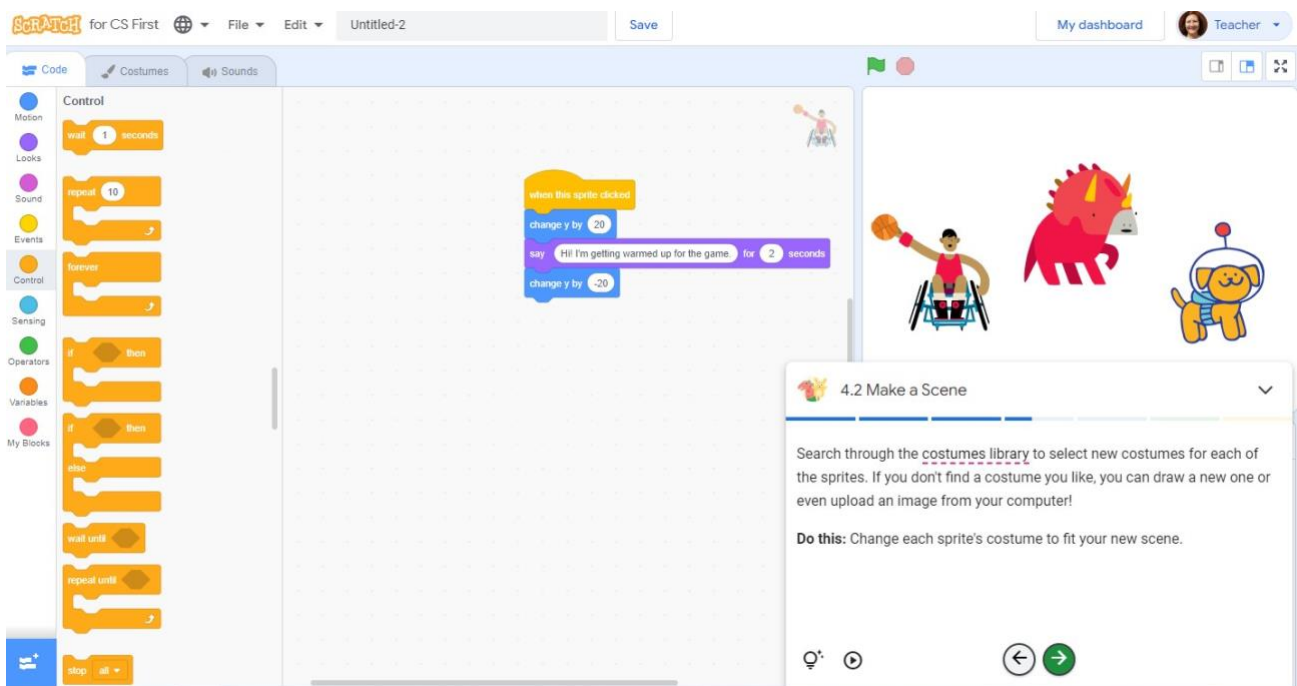 SCRATCH for CS First File Edit Untitled-2 Save My dashboard Teacher
Code Costumes Sounds
Motion
Looks
Sound
Events
Control
Sensing
Operators
Variables
My Blocks
Control
wait 1 seconds
repeat 10
forever
if then
if then
else
wait until
repeat until
stop all
when this sprite clicked
change y by 20
say Hi! I'm getting warmed up for the game. for 2 seconds
change y by -20
4.2 Make a Scene
Search through the costumes library to select new costumes for each of
the sprites. If you don't find a costume you like, you can draw a new one or
even upload an image from your computer!
Do this: Change each sprite's costume to fit your new scene.